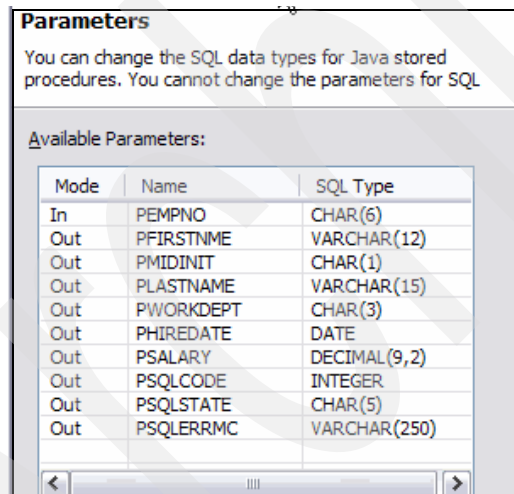 Parameters
You can change the SQL data types for Java stored
procedures. You cannot change the parameters for SQL
Available Parameters:
Mode Name SQL Type
In PEMPNO CHAR(6)
Out PFIRSTNME VARCHAR(12)
Out PMIDINIT CHAR(1)
Out PLASTNAME VARCHAR(15)
Out PWORKDEPT CHAR(3)
Out PHIREDATE DATE
Out PSALARY DECIMAL(9,2)
Out PSQLCODE INTEGER
Out PSQLSTATE CHAR(5)
Out PSQLERRMC VARCHAR(250)